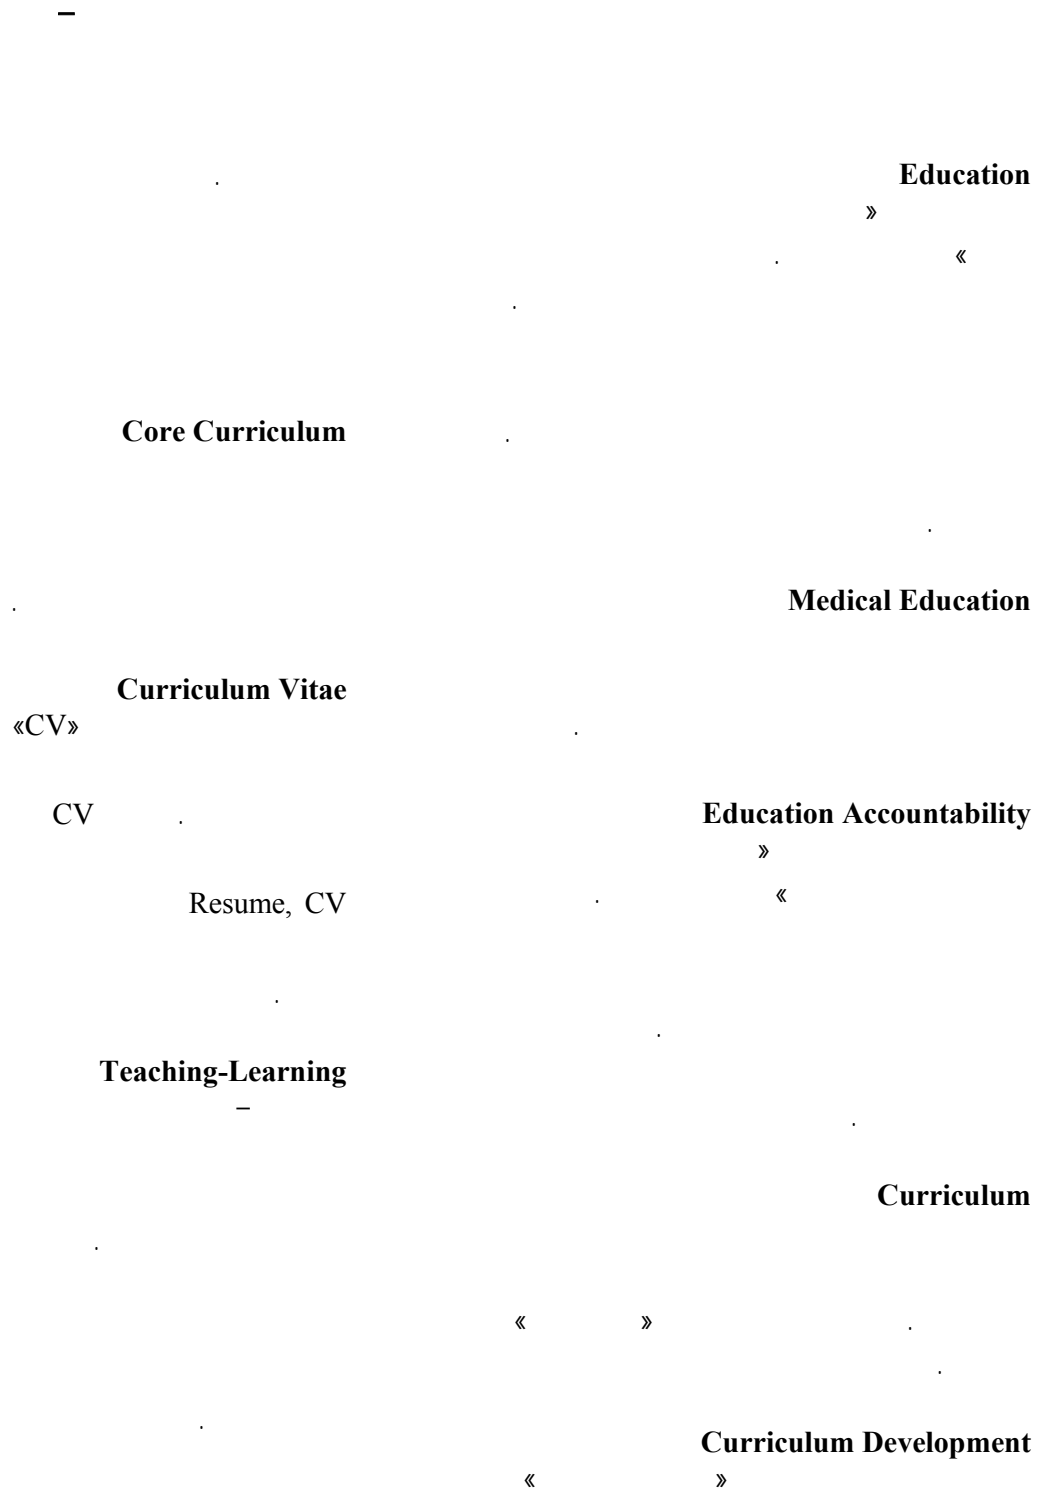 –
Education
.
»
«
.
.
.
.
Medical Education
.
Education Accountability
»
«
.
.
.
Curriculum
«
»
.
.
Curriculum Development
«
»
Core Curriculum
.
Curriculum Vitae
«CV»
CV
.
Resume, CV
.
Teaching-Learning
–
.
.